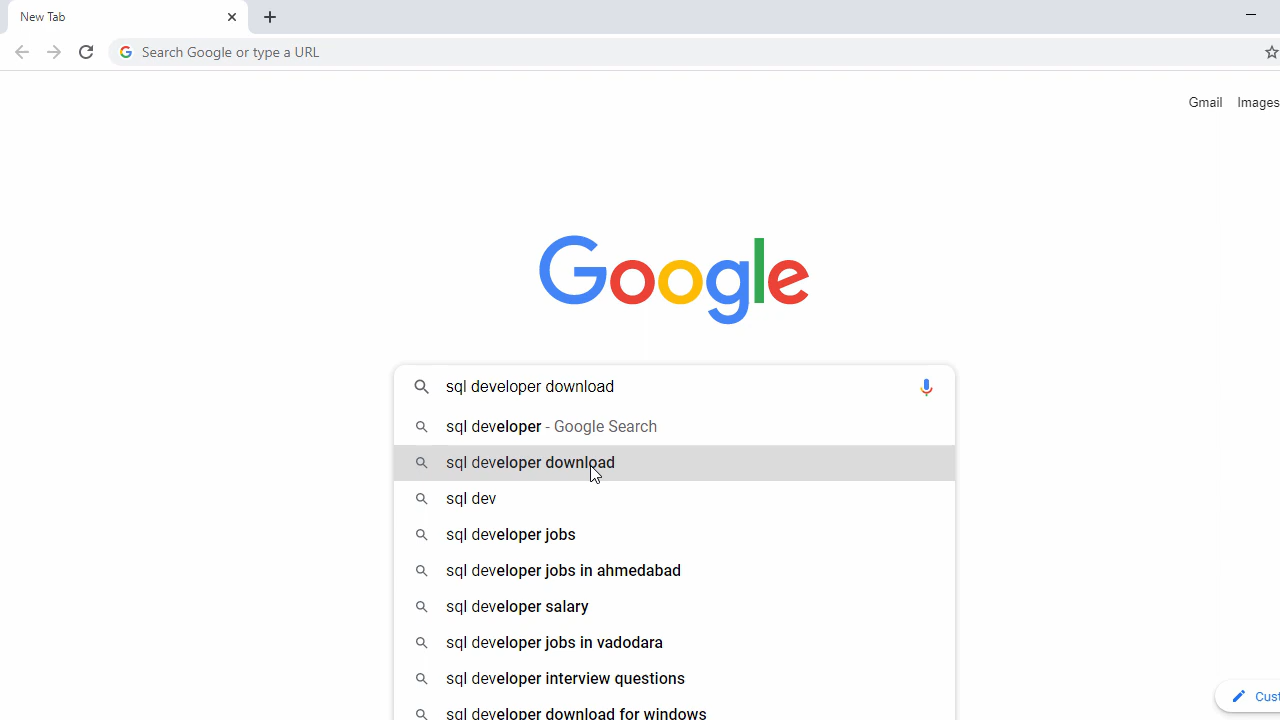 New Tab
Search Google or type a URL
Gmail Images
Google
sql developer download
sql developer - Google Search
sql developer download
sql dev
sql developer jobs
sql developer jobs in ahmedabad
sql developer salary
sql developer jobs in vadodara
sql developer interview questions
sql developer download for windows
Cust